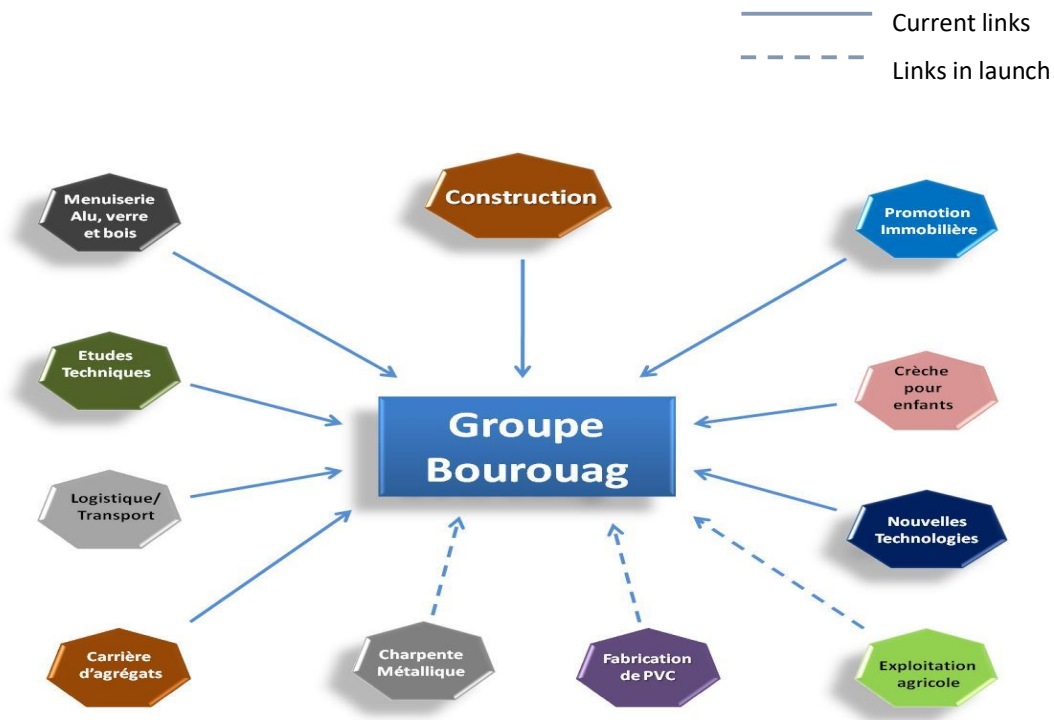 Current links
Links in launch
Menuiserie
Alu, verre
et bois
Construction
Promotion
Immobilière
Etudes
Techniques
Crèche
pour
enfants
Groupe
Bourouag
Logistique/
Transport
Nouvelles
Technologies
Carrière
d'agrégats
Charpente
Métallique
Fabrication
de PVC
Exploitation
agricole